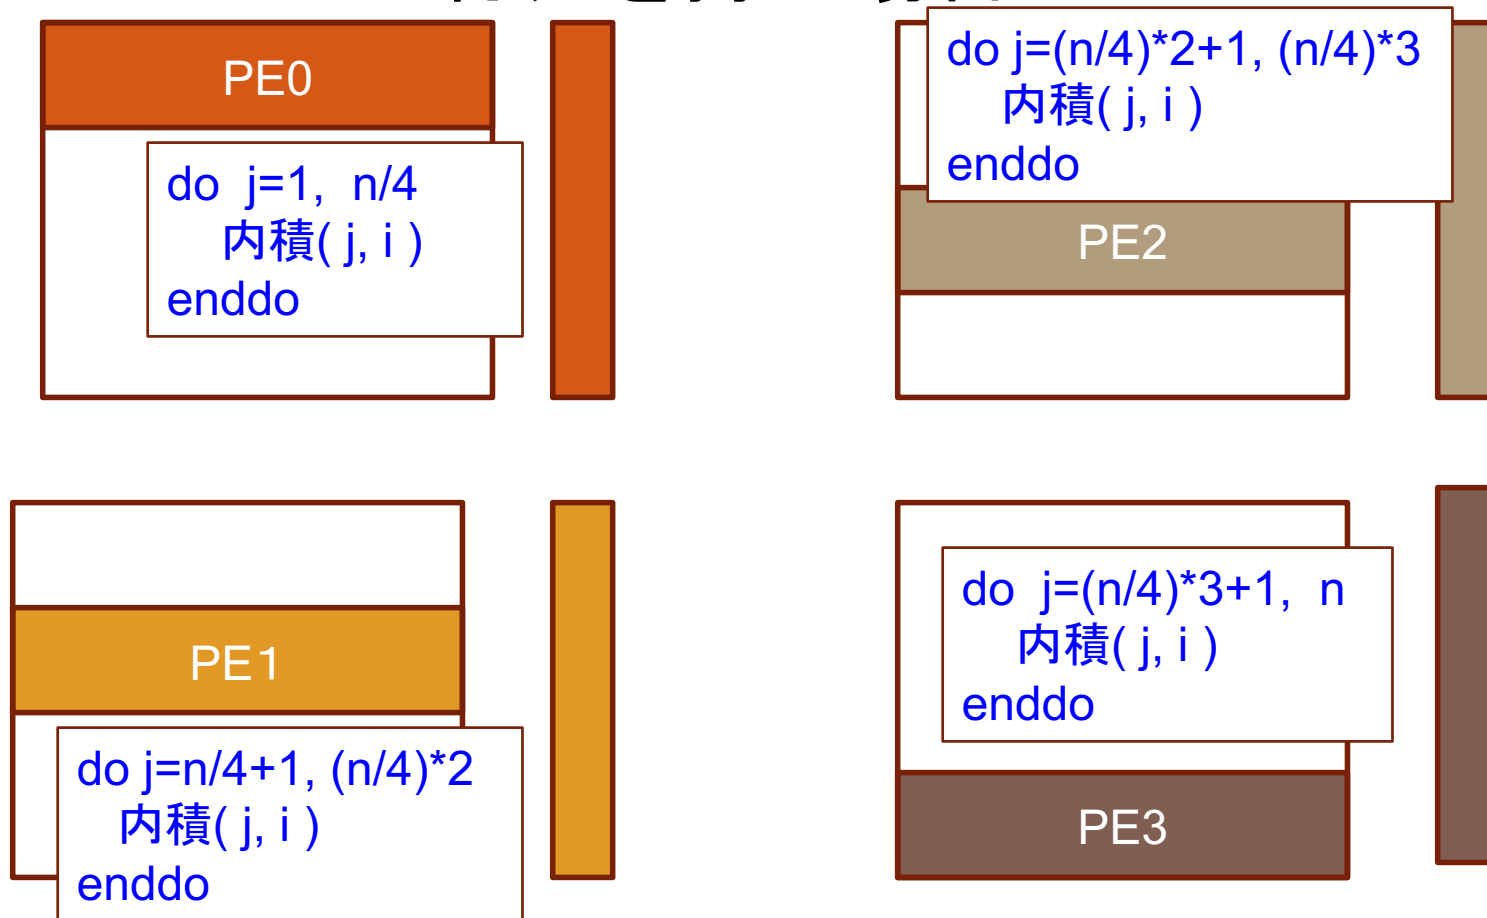 PE0
do j=1, n/4
内積( j, i )
enddo
do j=(n/4)*2+1, (n/4)*3
内積( j, i )
enddo
PE2
PE１
do j=n/4+1, (n/4)*2
内積( j, i )
enddo
do j=(n/4)*3+1, n
内積( j, i )
enddo
PE3